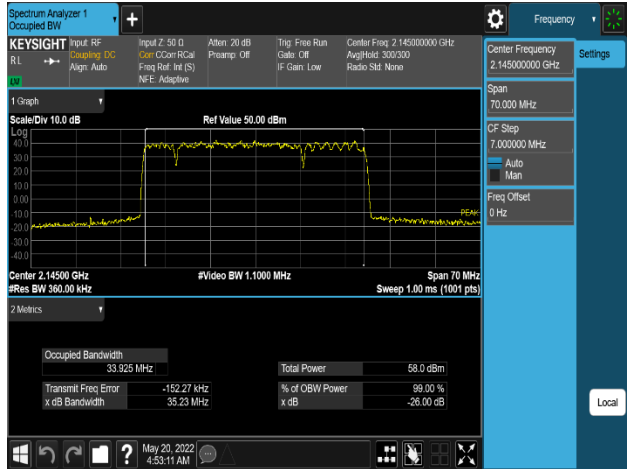 Spectrum Analyzer 1
Occupied BW
+
Frequency
KEYSIGHT
R L
LXI
Input: RF
Coupling: DC
Align: Auto
Input Z: 50 Ω
Corr CCorr RCal
Freq Ref: Int (S)
NFE: Adaptive
Atten: 20 dB
Preamp: Off
Trig: Free Run
Gate: Off
IF Gain: Low
Center Freq: 2.145000000 GHz
Avg|Hold: 300/300
Radio Std: None
Center Frequency
2.145000000 GHz
Settings
Span
70.000 MHz
CF Step
7.000000 MHz
Auto
Man
Freq Offset
0 Hz
Local
1 Graph
Scale/Div 10.0 dB
Ref Value 50.00 dBm
Log
40.0
30.0
20.0
10.0
0.00
-10.0
-20.0
-30.0
-40.0
PEAK
Center 2.14500 GHz
#Video BW 1.1000 MHz
Span 70 MHz
#Res BW 360.00 kHz
Sweep 1.00 ms (1001 pts)
2 Metrics
Occupied Bandwidth
33.925 MHz
Total Power 58.0 dBm
Transmit Freq Error -152.27 kHz
% of OBW Power 99.00 %
x dB Bandwidth 35.23 MHz
x dB -26.00 dB
?
May 20, 2022
4:53:11 AM